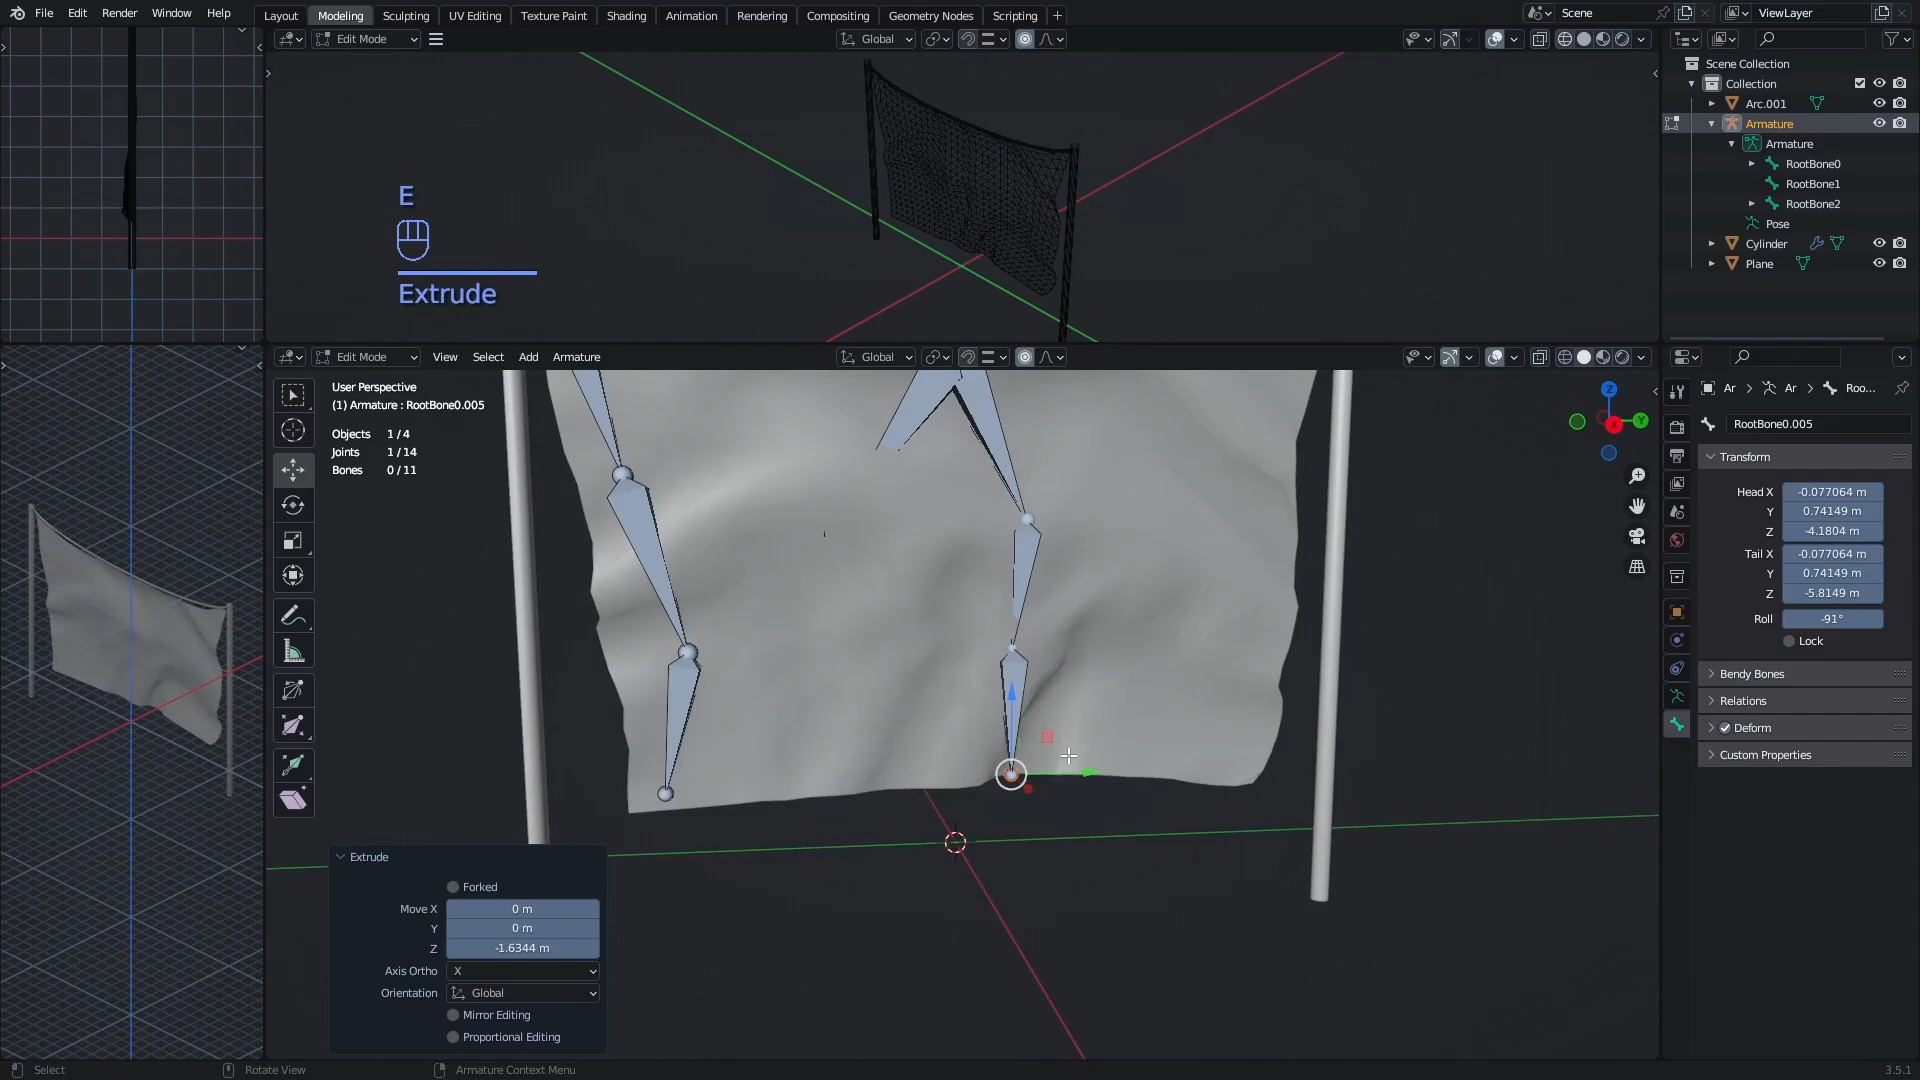 File Edit Render Window Help
Layout Modeling Sculpting UV Editing Texture Paint Shading Animation Rendering Compositing Geometry Nodes Scripting +
Scene ViewLayer
Edit Mode Global
E
Extrude
Scene Collection
Collection
Arc.001
Armature
Armature
RootBone0
RootBone1
RootBone2
Pose
Cylinder
Plane
Edit Mode View Select Add Armature Global
User Perspective
(1) Armature : RootBone0.005
Objects 1 / 4
Joints 1 / 14
Bones 0 / 11
Z
Y
X
Extrude
Forked
Move X 0 m
Y 0 m
Z -1.6344 m
Axis Ortho X
Orientation Global
Mirror Editing
Proportional Editing
Ar > Ar > Roo...
RootBone0.005
Transform
Head X -0.077064 m
Y 0.74149 m
Z -4.1804 m
Tail X -0.077064 m
Y 0.74149 m
Z -5.8149 m
Roll -91°
Lock
Bendy Bones
Relations
Deform
Custom Properties
Select Rotate View Armature Context Menu 3.5.1